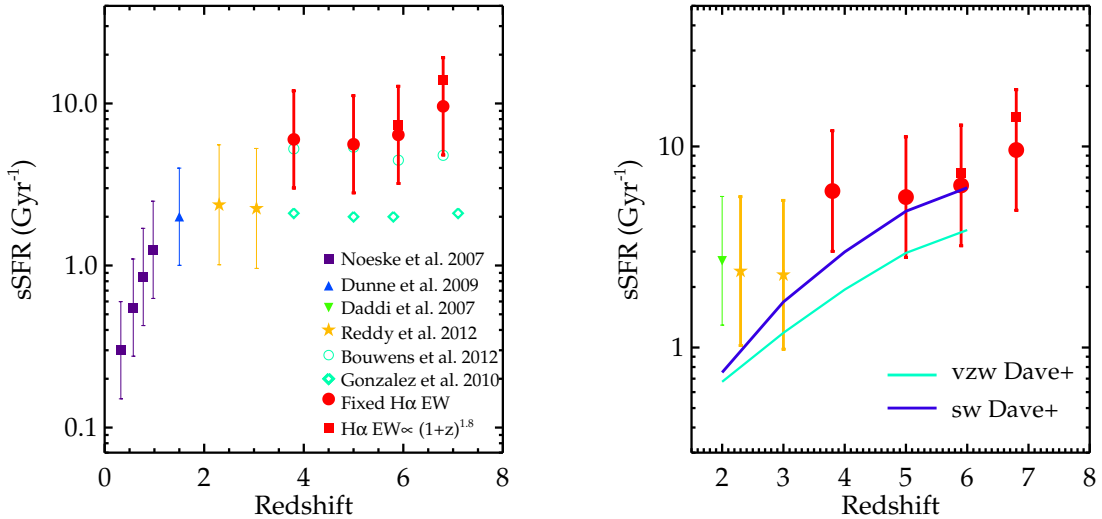 sSFR (Gyr⁻¹)
10.0
1.0
0.1
0 2 4 6 8
Redshift
Noeske et al. 2007
Dunne et al. 2009
Daddi et al. 2007
Reddy et al. 2012
Bouwens et al. 2012
Gonzalez et al. 2010
Fixed Hα EW
Hα EW∝ (1+z)¹·⁸
sSFR (Gyr⁻¹)
10
1
2 3 4 5 6 7 8
Redshift
vzw Dave+
sw Dave+